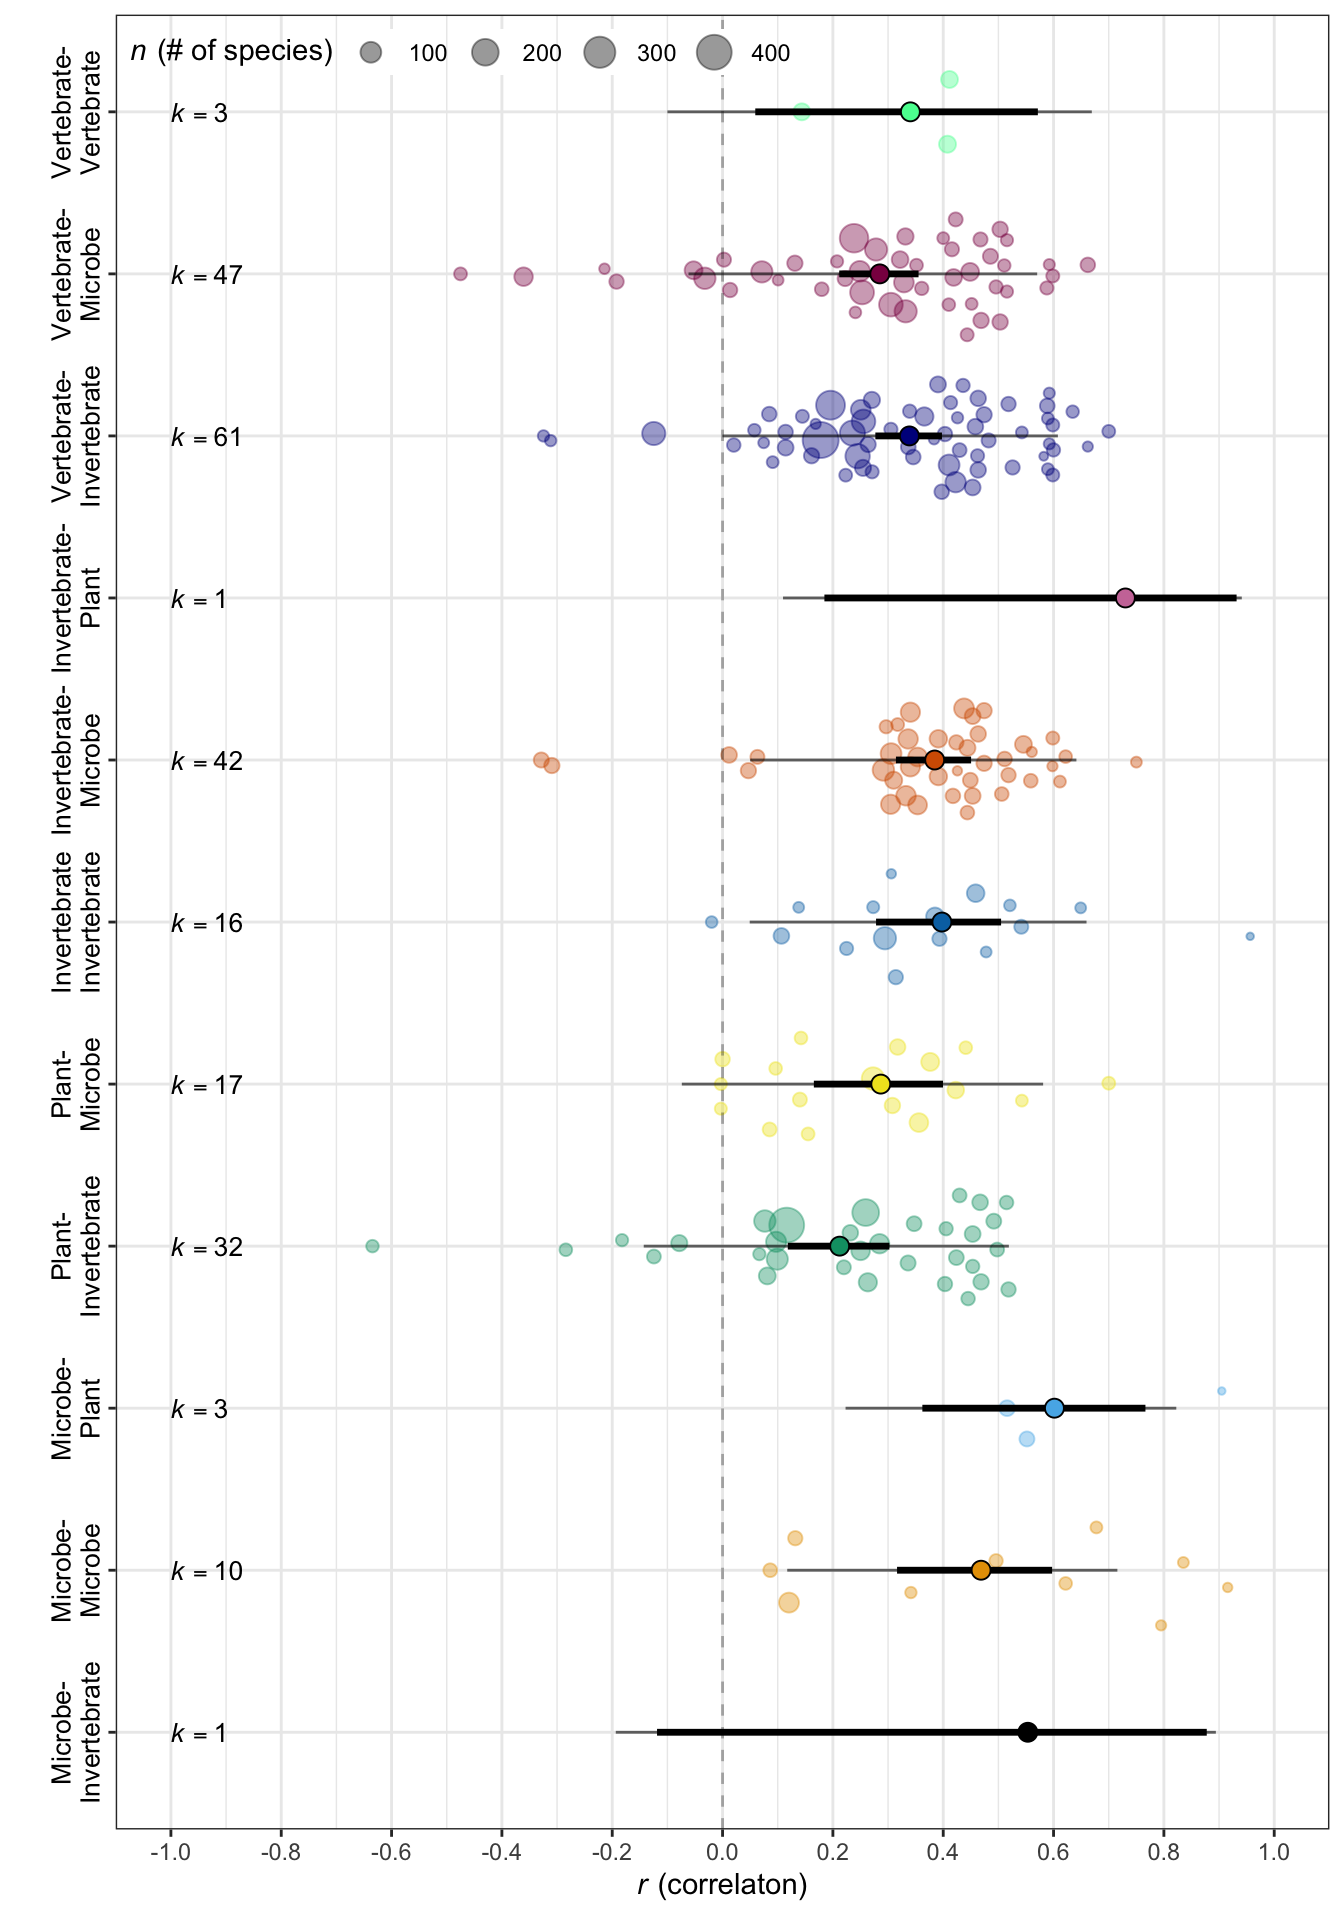 n (# of species) 100 200 300 400
Vertebrate-
Vertebrate
k = 3
Vertebrate-
Microbe
k = 47
Vertebrate-
Invertebrate
k = 61
Invertebrate-
Plant
k = 1
Invertebrate-
Microbe
k = 42
Invertebrate
Invertebrate
k = 16
Plant-
Microbe
k = 17
Plant-
Invertebrate
k = 32
Microbe-
Plant
k = 3
Microbe-
Microbe
k = 10
Microbe-
Invertebrate
k = 1
-1.0 -0.8 -0.6 -0.4 -0.2 0.0 0.2 0.4 0.6 0.8 1.0
r (correlaton)